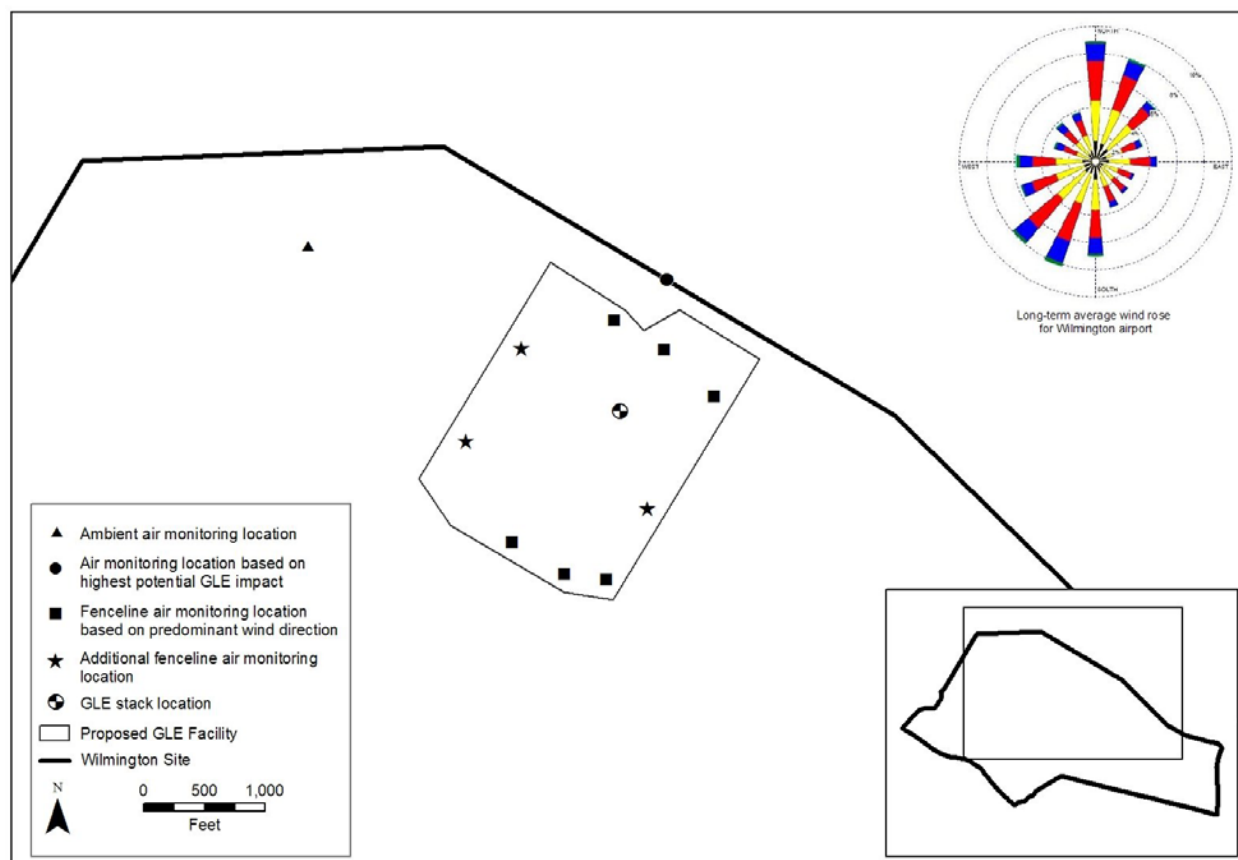 NORTH
WEST
EAST
SOUTH
Long-term average wind rose
for Wilmington airport
Ambient air monitoring location
Air monitoring location based on
highest potential GLE impact
Fenceline air monitoring location
based on predominant wind direction
Additional fenceline air monitoring
location
GLE stack location
Proposed GLE Facility
Wilmington Site
N
0 500 1,000
Feet